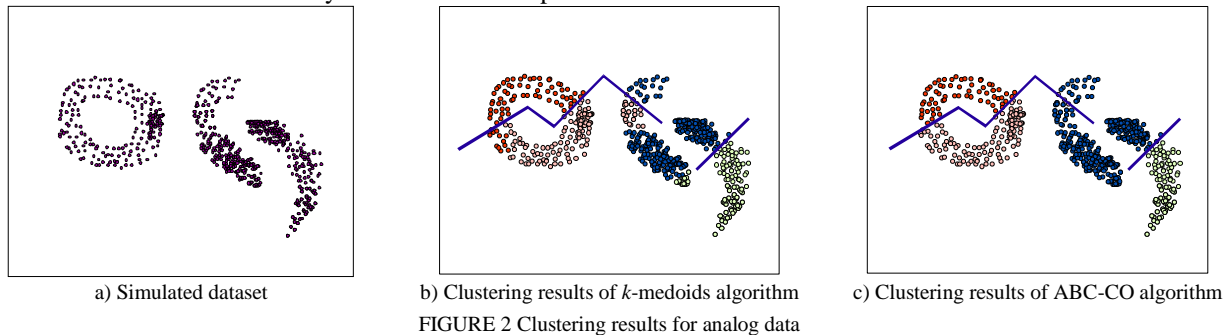 a) Simulated dataset
b) Clustering results of k-medoids algorithm
c) Clustering results of ABC-CO algorithm
FIGURE 2 Clustering results for analog data